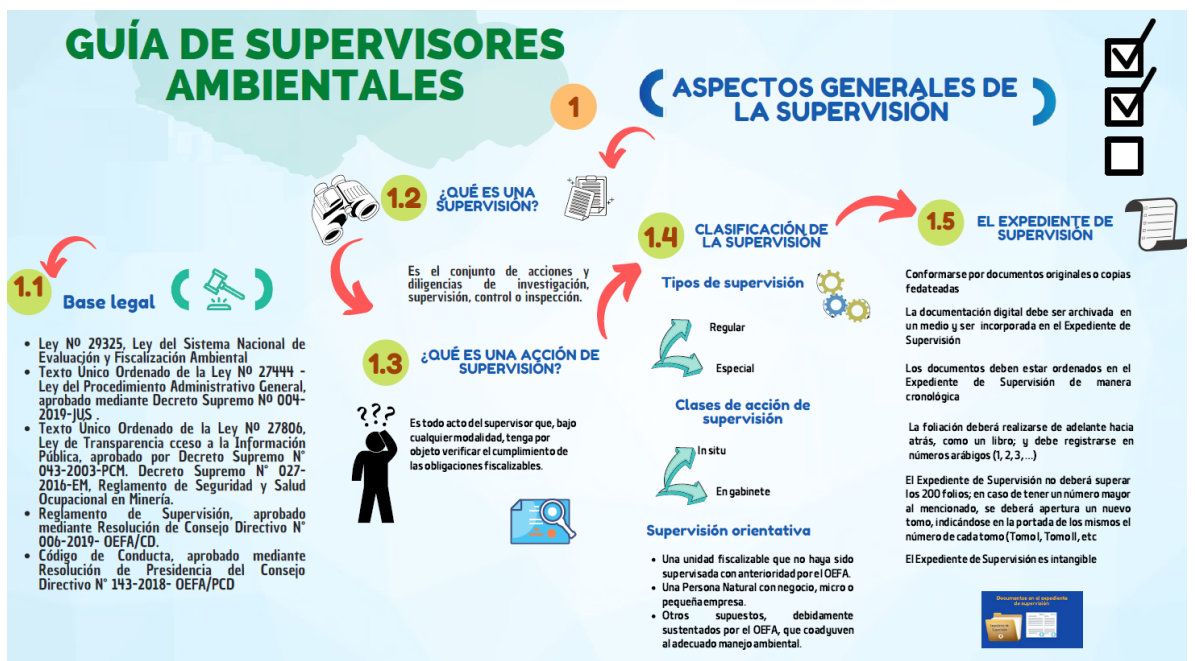 GUÍA DE SUPERVISORES
AMBIENTALES
1
ASPECTOS GENERALES DE
LA SUPERVISIÓN
1.1
Base legal
• Ley Nº 29325, Ley del Sistema Nacional de
Evaluación y Fiscalización Ambiental
• Texto Único Ordenado de la Ley Nº 27444 -
Ley del Procedimiento Administrativo General,
aprobado mediante Decreto Supremo Nº 004-
2019-JUS .
• Texto Único Ordenado de la Ley Nº 27806,
Ley de Transparencia cceso a la Información
Pública, aprobado por Decreto Supremo N°
043-2003-PCM. Decreto Supremo N° 027-
2016-EM, Reglamento de Seguridad y Salud
Ocupacional en Minería.
• Reglamento de Supervisión, aprobado
mediante Resolución de Consejo Directivo N°
006-2019- OEFA/CD.
• Código de Conducta, aprobado mediante
Resolución de Presidencia del Consejo
Directivo N° 143-2018- OEFA/PCD
1.2
¿QUÉ ES UNA
SUPERVISIÓN?
Es el conjunto de acciones y
diligencias de investigación,
supervisión, control o inspección.
1.3
¿QUÉ ES UNA ACCIÓN DE
SUPERVISIÓN?
???
Es todo acto del supervisor que, bajo
cualquier modalidad, tenga por
objeto verificar el cumplimiento de
las obligaciones fiscalizables.
1.4
CLASIFICACIÓN DE
LA SUPERVISIÓN
Tipos de supervisión
Regular
Especial
Clases de acción de
supervisión
In situ
En gabinete
Supervisión orientativa
• Una unidad fiscalizable que no haya sido
supervisada con anterioridad por el OEFA.
• Una Persona Natural con negocio, micro o
pequeña empresa.
• Otros supuestos, debidamente
sustentados por el OEFA, que coadyuven
al adecuado manejo ambiental.
1.5
EL EXPEDIENTE DE
SUPERVISIÓN
Conformarse por documentos originales o copias
fedateadas
La documentación digital debe ser archivada en
un medio y ser incorporada en el Expediente de
Supervisión
Los documentos deben estar ordenados en el
Expediente de Supervisión de manera
cronológica
La foliación deberá realizarse de adelante hacia
atrás, como un libro; y debe registrarse en
números arábigos (1, 2, 3, ...)
El Expediente de Supervisión no deberá superar
los 200 folios; en caso de tener un número mayor
al mencionado, se deberá apertura un nuevo
tomo, indicándose en la portada de los mismos el
número de cada tomo (Tomo I, Tomo II, etc
El Expediente de Supervisión es intangible
Documentos en el expediente
de supervisión